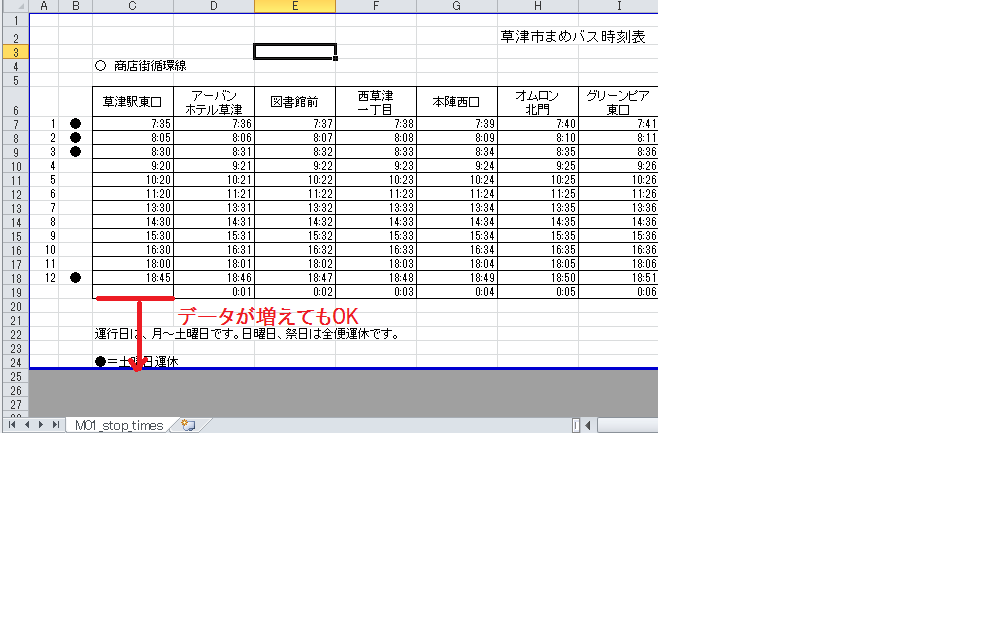 A B C D E F G H I
1
2 草津市まめバス時刻表
3
4 ○ 商店街循環線
5
6 草津駅東口 アーバン ホテル草津 図書館前 西草津 一丁目 本陣西口 オムロン 北門 グリーンピア 東口
7 1 ● 7:35 7:36 7:37 7:38 7:39 7:40 7:41
8 2 ● 8:05 8:06 8:07 8:08 8:09 8:10 8:11
9 3 ● 8:30 8:31 8:32 8:33 8:34 8:35 8:36
10 4 9:20 9:21 9:22 9:23 9:24 9:25 9:26
11 5 10:20 10:21 10:22 10:23 10:24 10:25 10:26
12 6 11:20 11:21 11:22 11:23 11:24 11:25 11:26
13 7 13:30 13:31 13:32 13:33 13:34 13:35 13:36
14 8 14:30 14:31 14:32 14:33 14:34 14:35 14:36
15 9 15:30 15:31 15:32 15:33 15:34 15:35 15:36
16 10 16:30 16:31 16:32 16:33 16:34 16:35 16:36
17 11 18:00 18:01 18:02 18:03 18:04 18:05 18:06
18 12 ● 18:45 18:46 18:47 18:48 18:49 18:50 18:51
19 0:01 0:02 0:03 0:04 0:05 0:06
20
データが増えてもOK
21
22 運行日は、月～土曜日です。日曜日、祭日は全便運休です。
23
24 ●=土曜日運休
25
26
27
M01_stop_times